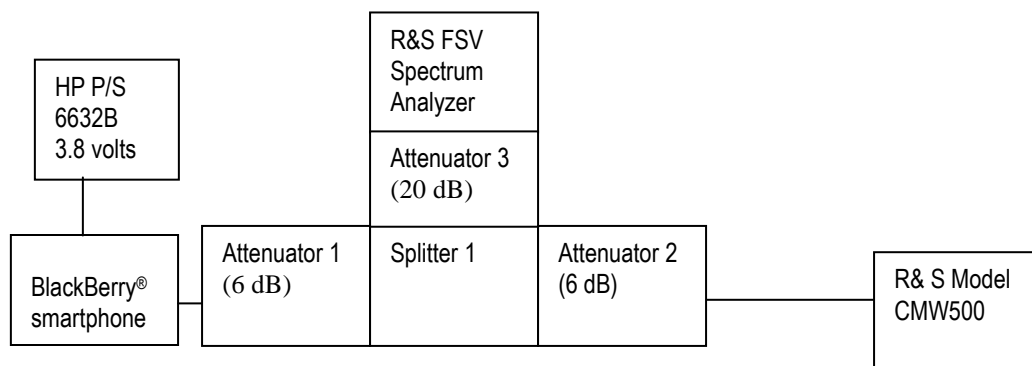 R&S FSV
Spectrum
Analyzer
HP P/S
6632B
3.8 volts
Attenuator 3
(20 dB)
BlackBerry®
smartphone
Attenuator 1
(6 dB)
Splitter 1
Attenuator 2
(6 dB)
R& S Model
CMW500